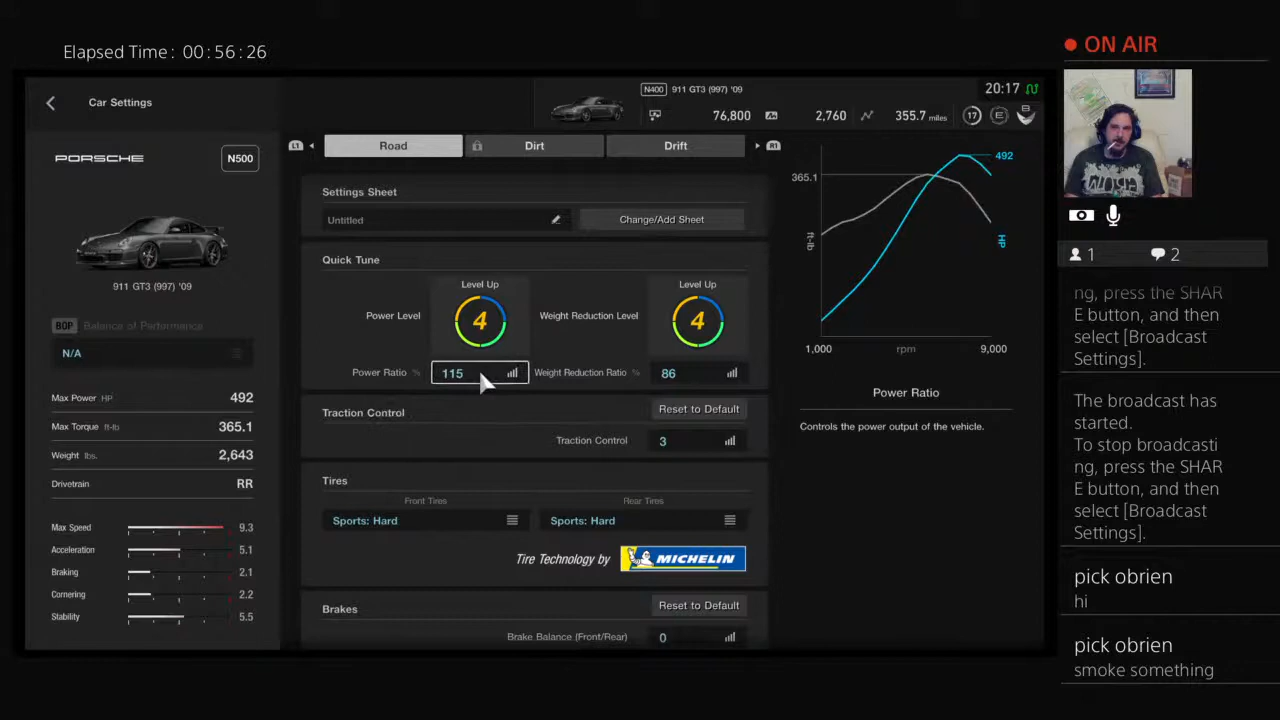 Elapsed Time: 00:56:26
ON AIR
Car Settings
N400 911 GT3 (997) '09
20:17
76,800
2,760
355.7 miles
17
E
B
PORSCHE
N500
911 GT3 (997) '09
BOP Balance of Performance
N/A
Max Power HP 492
Max Torque ft-lb 365.1
Weight lbs. 2,643
Drivetrain RR
Max Speed 9.3
Acceleration 5.1
Braking 2.1
Cornering 2.2
Stability 5.5
L1 Road Dirt Drift R1
Settings Sheet
Untitled
Change/Add Sheet
Quick Tune
Level Up
Level Up
Power Level 4
Weight Reduction Level 4
Power Ratio % 115
Weight Reduction Ratio % 86
Traction Control
Reset to Default
Traction Control 3
Tires
Front Tires
Rear Tires
Sports: Hard
Sports: Hard
Tire Technology by MICHELIN
Brakes
Reset to Default
Brake Balance (Front/Rear) 0
492
365.1
ft-lb
HP
1,000 rpm 9,000
Power Ratio
Controls the power output of the vehicle.
1
2
ng, press the SHAR
E button, and then
select [Broadcast
Settings].
The broadcast has
started.
To stop broadcasti
ng, press the SHAR
E button, and then
select [Broadcast
Settings].
pick obrien
hi
pick obrien
smoke something